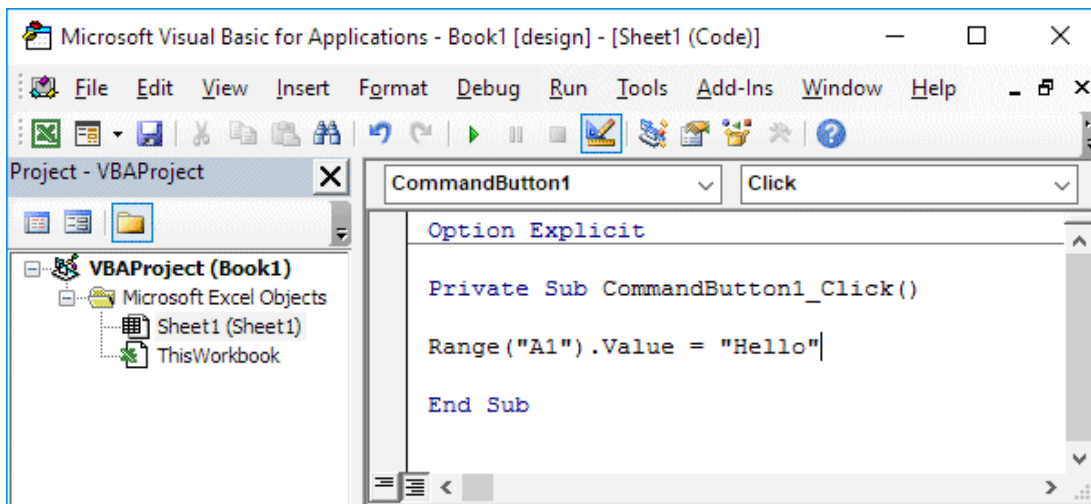 Microsoft Visual Basic for Applications - Book1 [design] - [Sheet1 (Code)]
File Edit View Insert Format Debug Run Tools Add-Ins Window Help
Project - VBAProject
CommandButton1 Click
VBAProject (Book1)
Microsoft Excel Objects
Sheet1 (Sheet1)
ThisWorkbook
Option Explicit
Private Sub CommandButton1_Click()
Range("A1").Value = "Hello"
End Sub